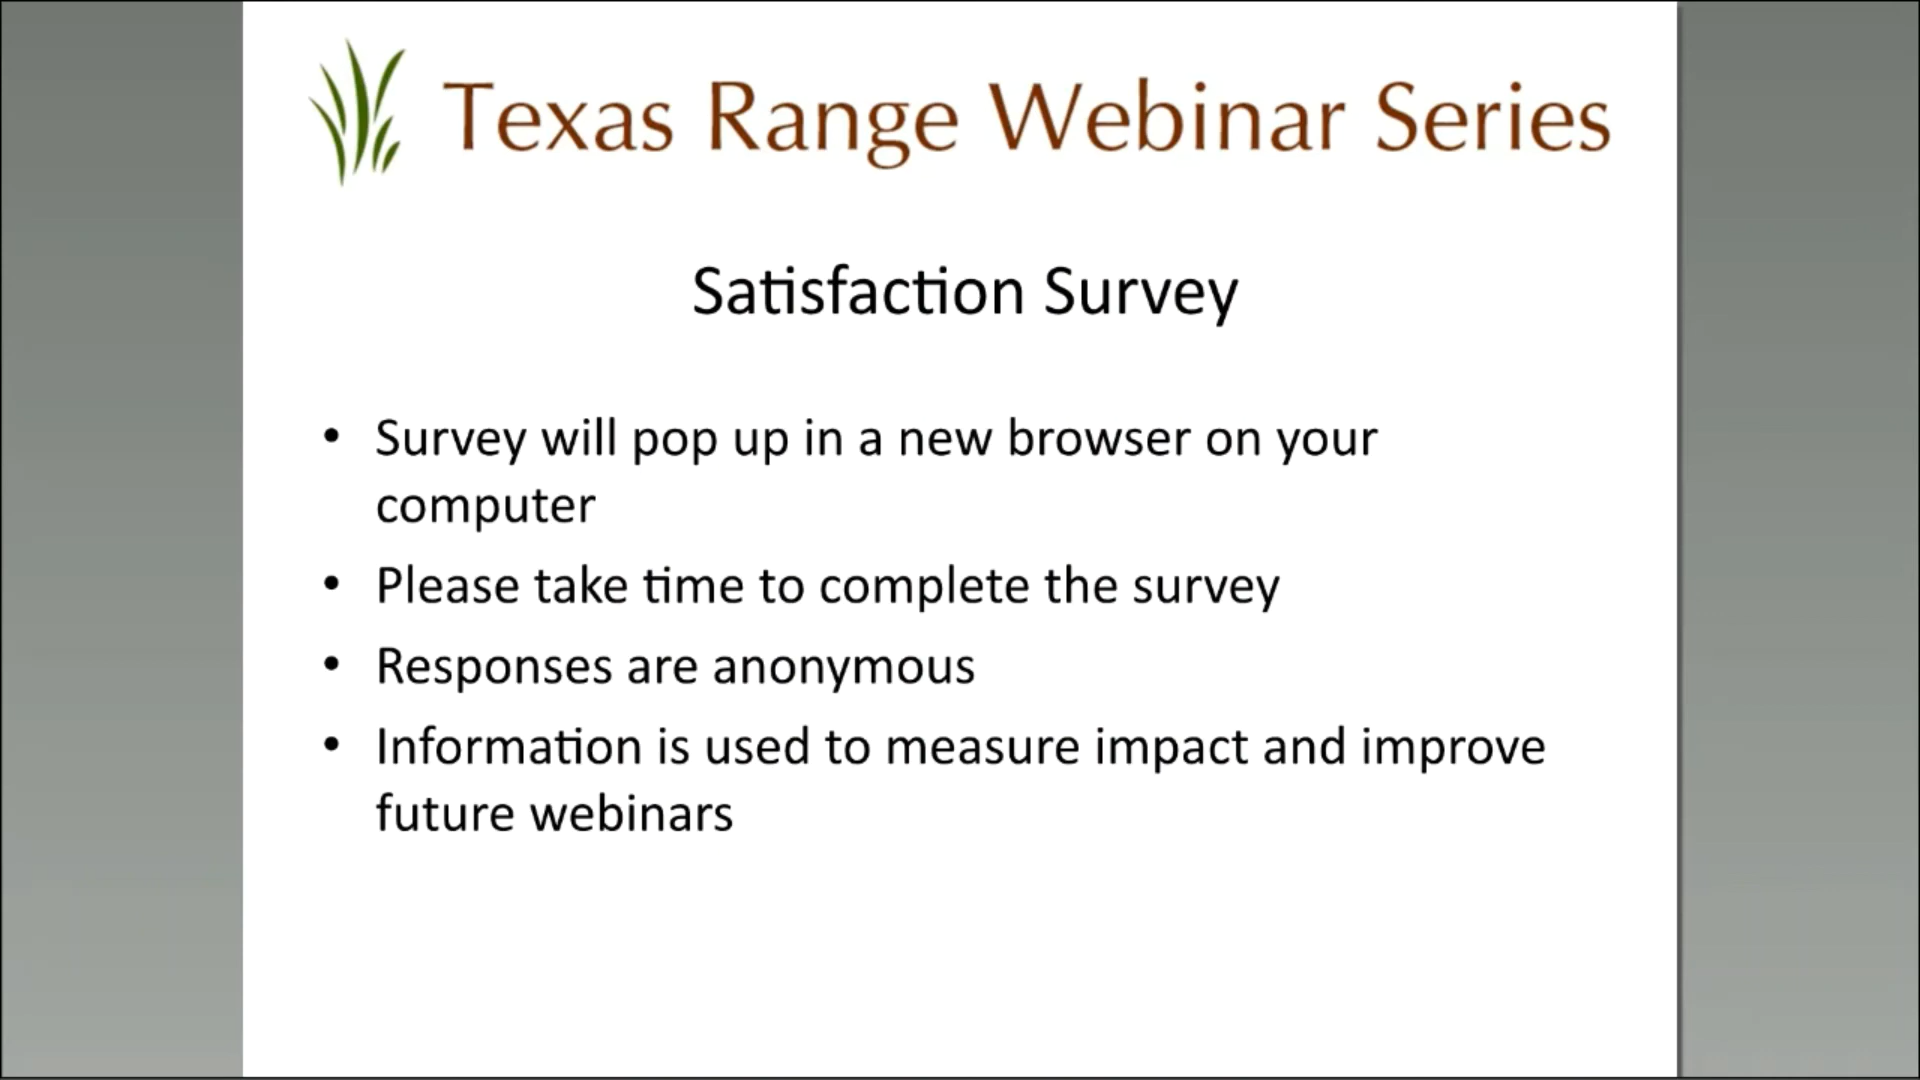 Texas Range Webinar Series
Satisfaction Survey
• Survey will pop up in a new browser on your
computer
• Please take time to complete the survey
• Responses are anonymous
• Information is used to measure impact and improve
future webinars